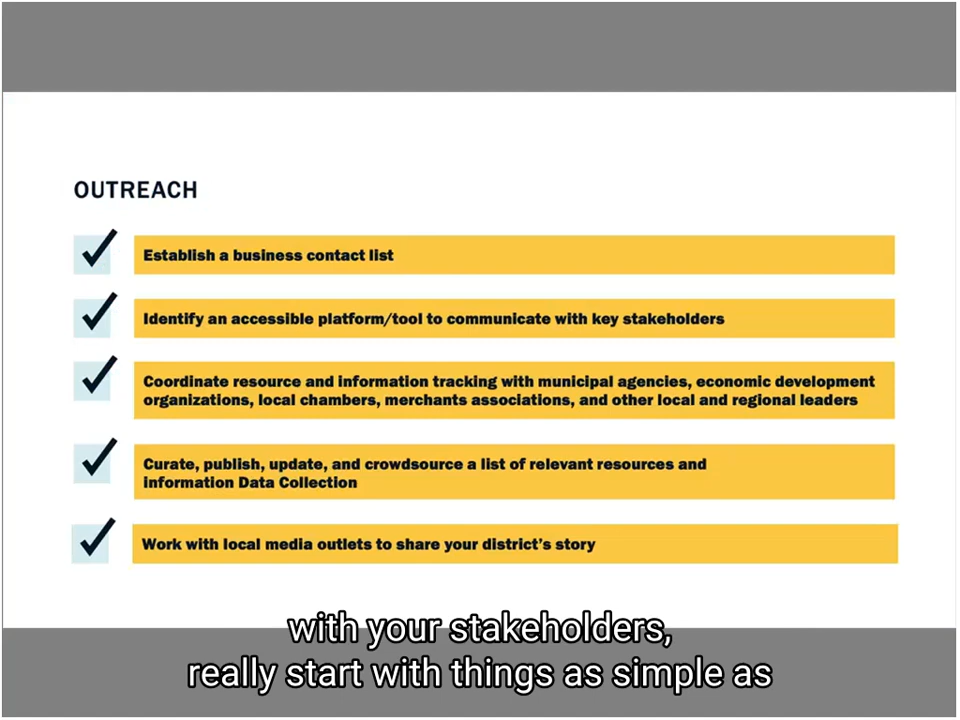 OUTREACH
Establish a business contact list
Identify an accessible platform/tool to communicate with key stakeholders
Coordinate resource and information tracking with municipal agencies, economic development
organizations, local chambers, merchants associations, and other local and regional leaders
Curate, publish, update, and crowdsource a list of relevant resources and
information Data Collection
Work with local media outlets to share your district's story
with your stakeholders,
really start with things as simple as